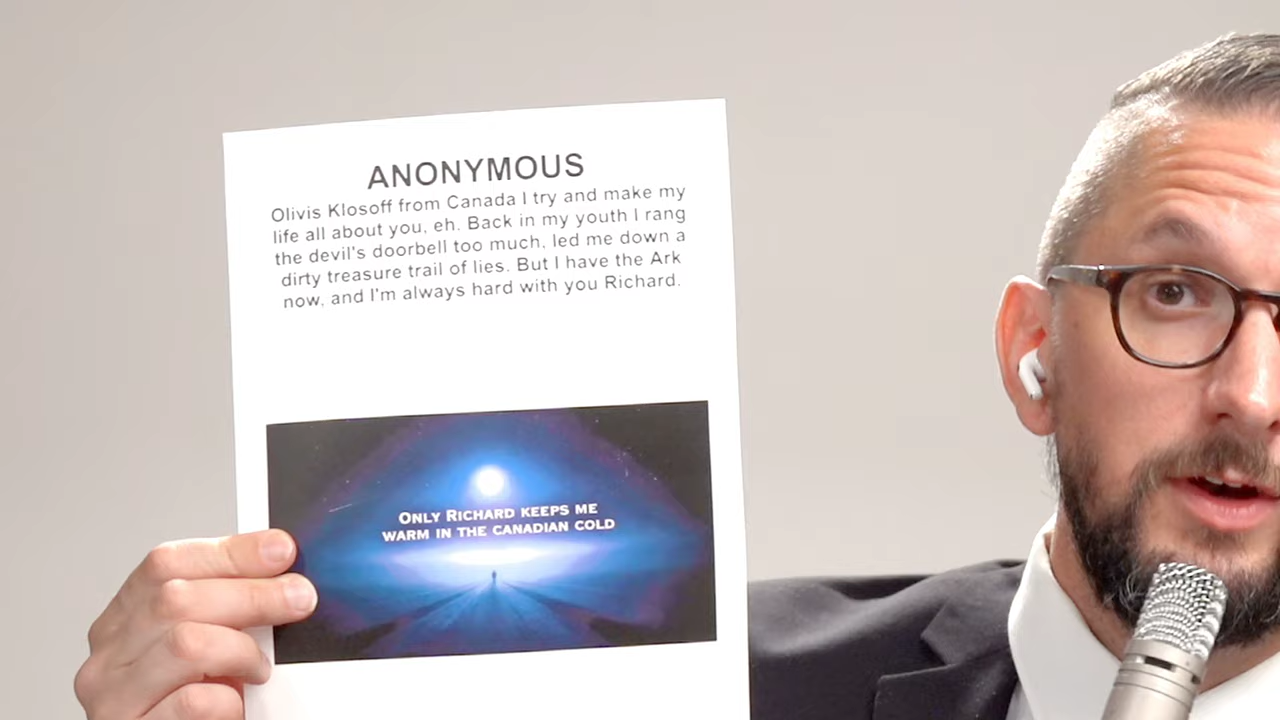 ANONYMOUS
Olivis Klosoff from Canada I try and make my
life all about you, eh. Back in my youth I rang
the devil's doorbell too much, led me down a
dirty treasure trail of lies. But I have the Ark
now, and I'm always hard with you Richard.
ONLY RICHARD KEEPS ME
WARM IN THE CANADIAN COLD